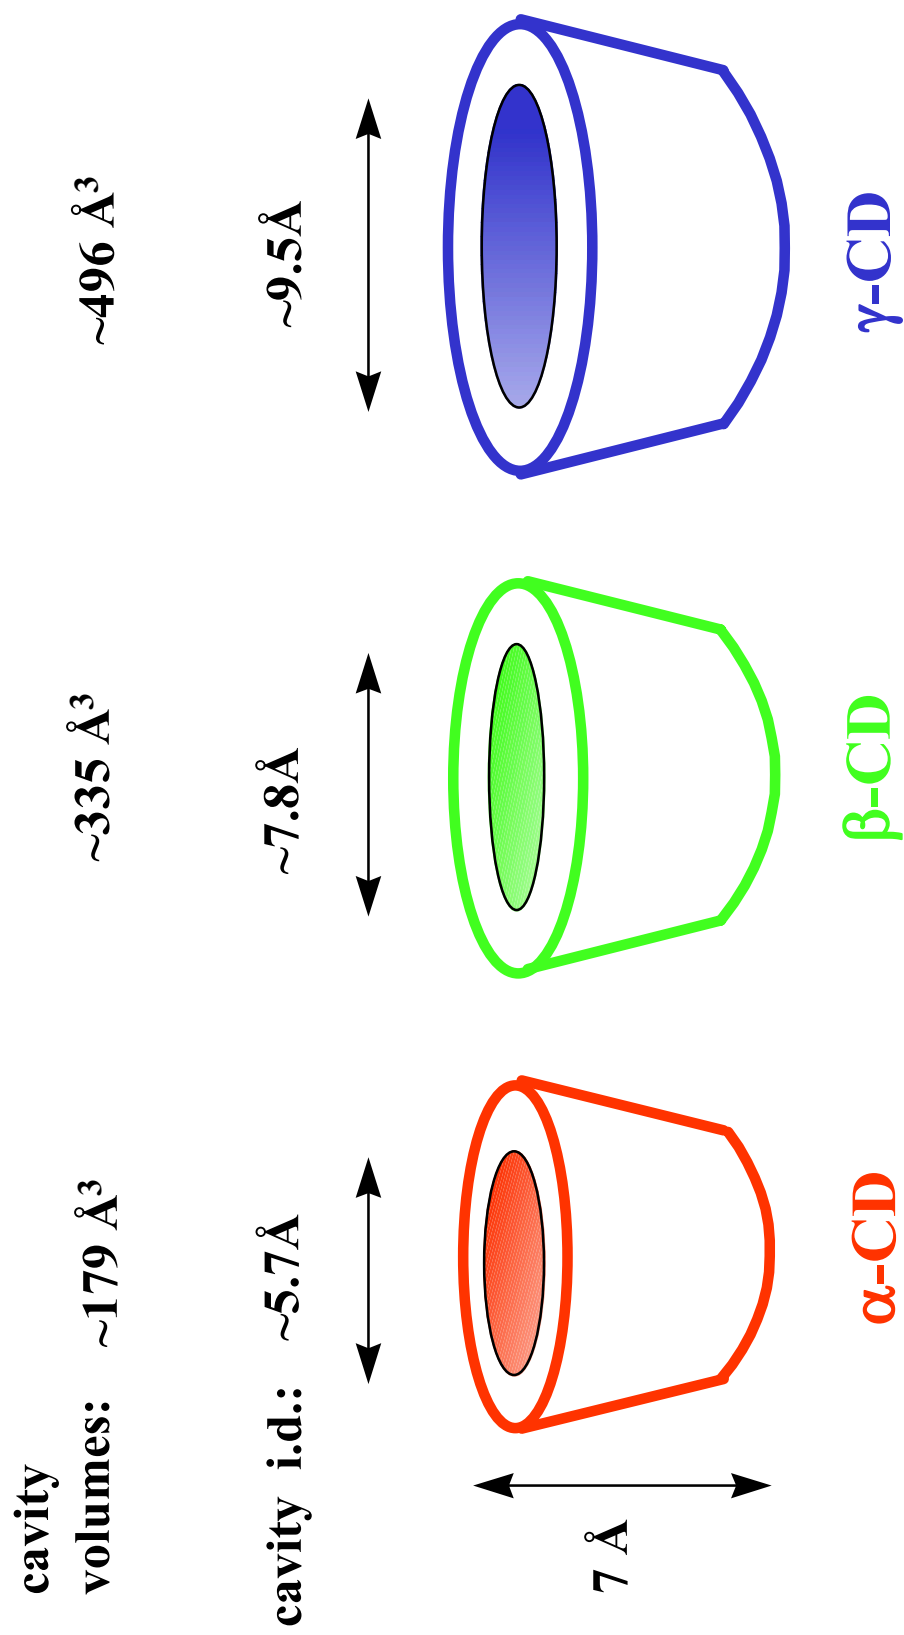 cavity
volumes: ~179 Å³ ~335 Å³ ~496 Å³
cavity i.d.: ~5.7Å ~7.8Å ~9.5Å
7 Å
α-CD β-CD γ-CD